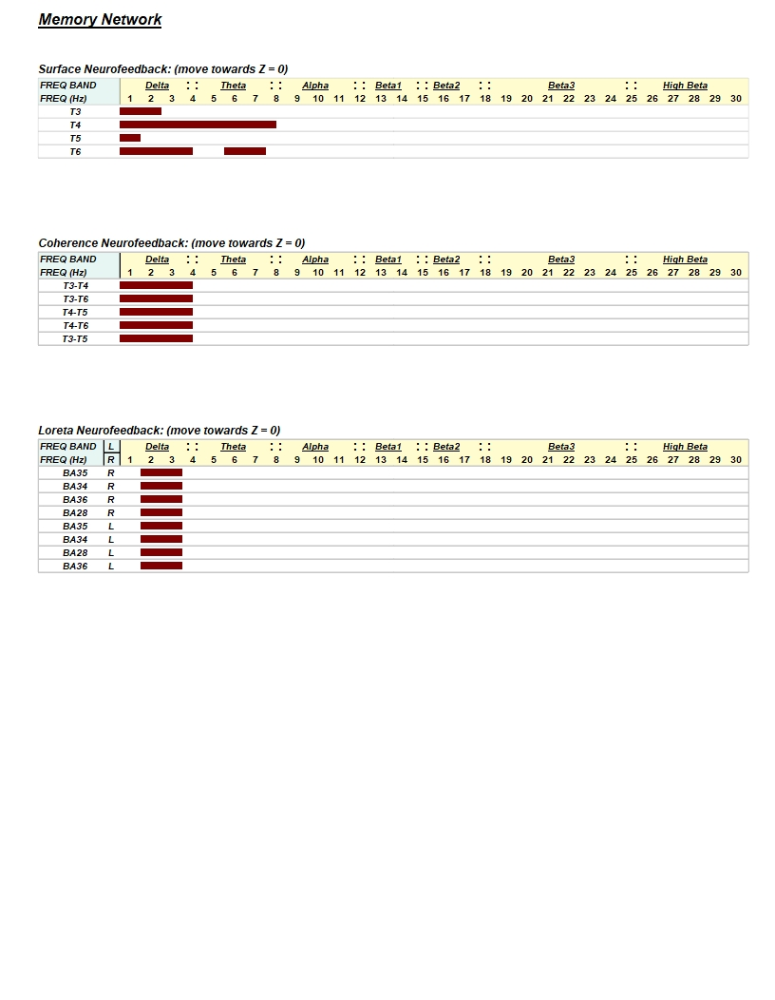 Memory Network
Surface Neurofeedback: (move towards Z = 0)
FREQ BAND Delta : : Theta : : Alpha : : Beta1 : : Beta2 : : Beta3 : : High Beta
FREQ (Hz) 1 2 3 4 5 6 7 8 9 10 11 12 13 14 15 16 17 18 19 20 21 22 23 24 25 26 27 28 29 30
T3
T4
T5
T6
Coherence Neurofeedback: (move towards Z = 0)
FREQ BAND Delta : : Theta : : Alpha : : Beta1 : : Beta2 : : Beta3 : : High Beta
FREQ (Hz) 1 2 3 4 5 6 7 8 9 10 11 12 13 14 15 16 17 18 19 20 21 22 23 24 25 26 27 28 29 30
T3-T4
T3-T6
T4-T5
T4-T6
T3-T5
Loreta Neurofeedback: (move towards Z = 0)
FREQ BAND L Delta : : Theta : : Alpha : : Beta1 : : Beta2 : : Beta3 : : High Beta
FREQ (Hz) R 1 2 3 4 5 6 7 8 9 10 11 12 13 14 15 16 17 18 19 20 21 22 23 24 25 26 27 28 29 30
BA35 R
BA34 R
BA36 R
BA28 R
BA35 L
BA34 L
BA28 L
BA36 L